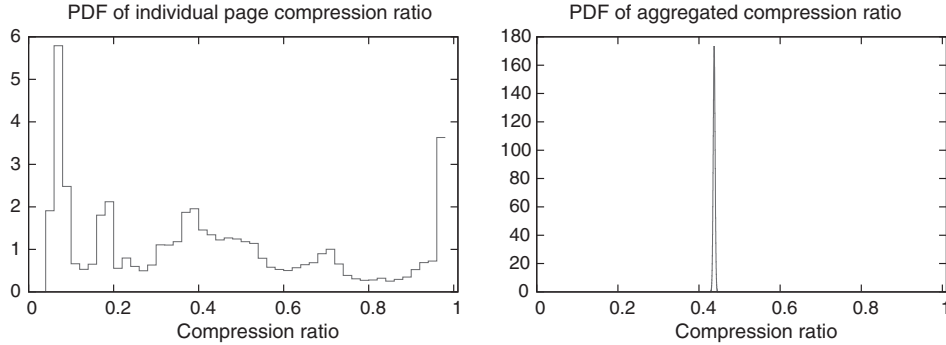 PDF of individual page compression ratio
6
5
4
3
2
1
0
0 0.2 0.4 0.6 0.8 1
Compression ratio
PDF of aggregated compression ratio
180
160
140
120
100
80
60
40
20
0
0 0.2 0.4 0.6 0.8 1
Compression ratio